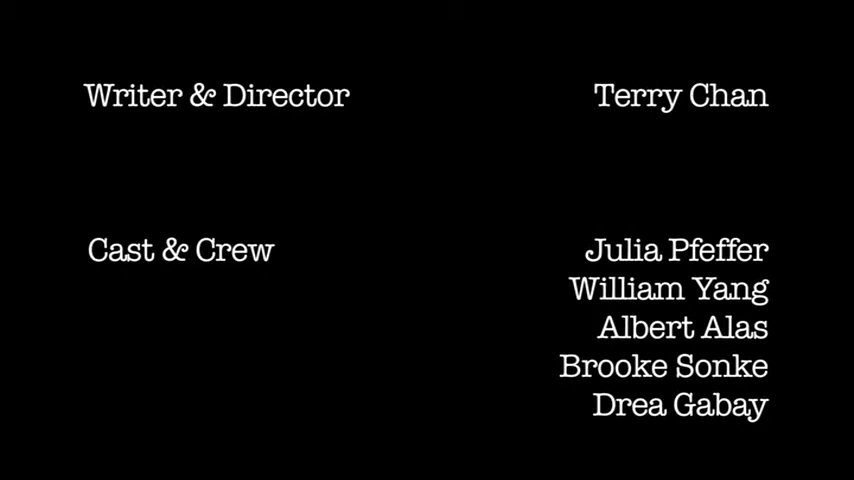 Writer & Director Terry Chan
Cast & Crew Julia Pfeffer
William Yang
Albert Alas
Brooke Sonke
Drea Gabay